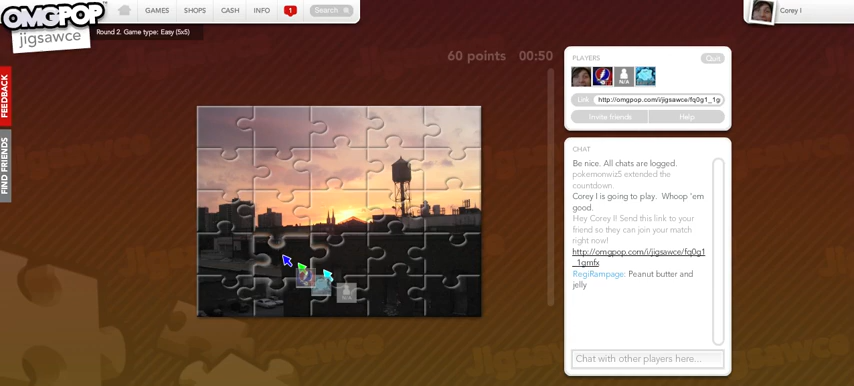 OMGPOP
GAMES SHOPS CASH INFO 1 Search
Corey I
jigsawce
Round 2. Game type: Easy (5x5)
60 points 00:50
FEEDBACK
FIND FRIENDS
PLAYERS Quit
N/A
Link http://omgpop.com/i/jigsawce/fq0g1_1g
Invite friends Help
N/A
CHAT
Be nice. All chats are logged.
pokemonwiz5 extended the
countdown.
Corey I is going to play. Whoop 'em
good.
Hey Corey I! Send this link to your
friend so they can join your match
right now!
http://omgpop.com/i/jigsawce/fq0g1
_1gmfx
RegiRampage: Peanut butter and
jelly
Chat with other players here...